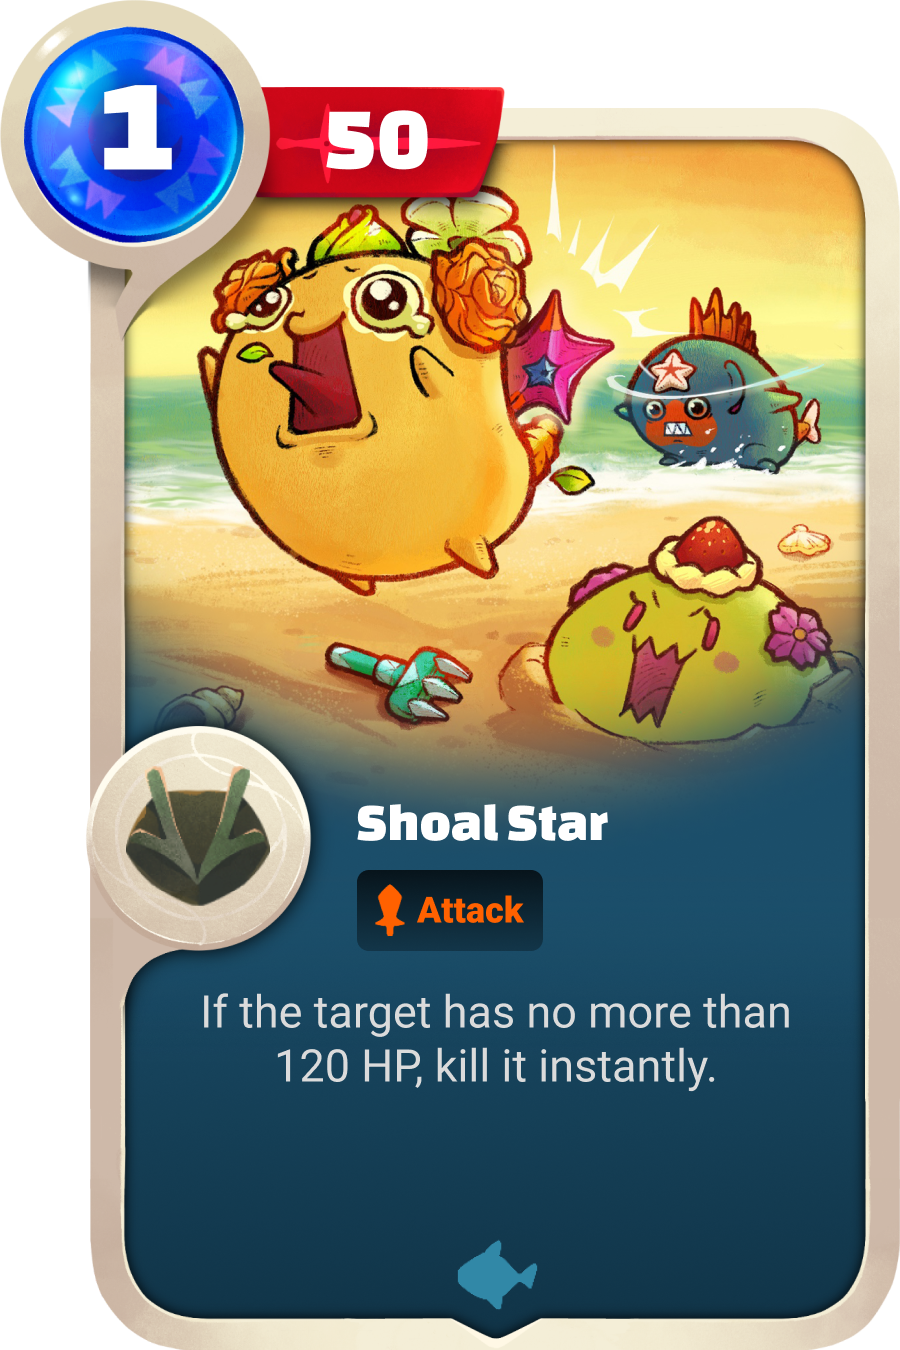 1
50
Shoal Star
Attack
If the target has no more than
120 HP, kill it instantly.